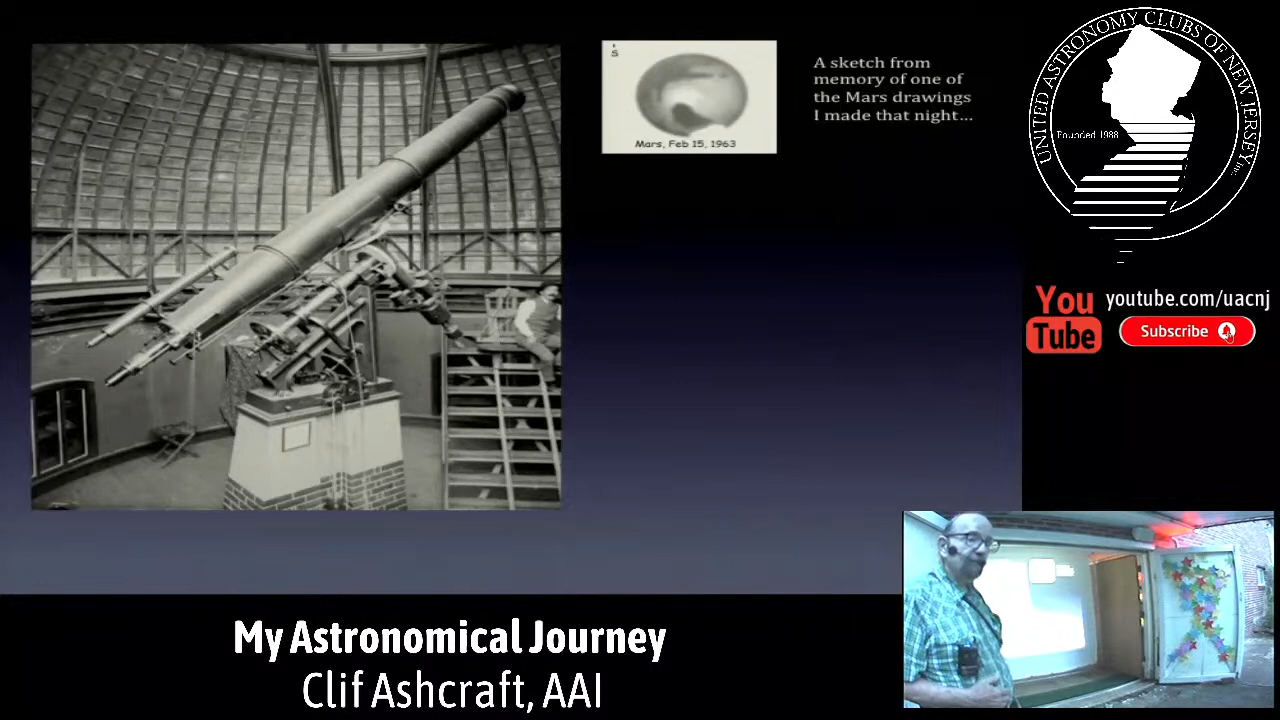 S
Mars, Feb 15, 1963
A sketch from
memory of one of
the Mars drawings
I made that night...
UNITED ASTRONOMY CLUBS OF NEW JERSEY, Inc.
Founded 1988
You
Tube
youtube.com/uacnj
Subscribe
My Astronomical Journey
Clif Ashcraft, AAI